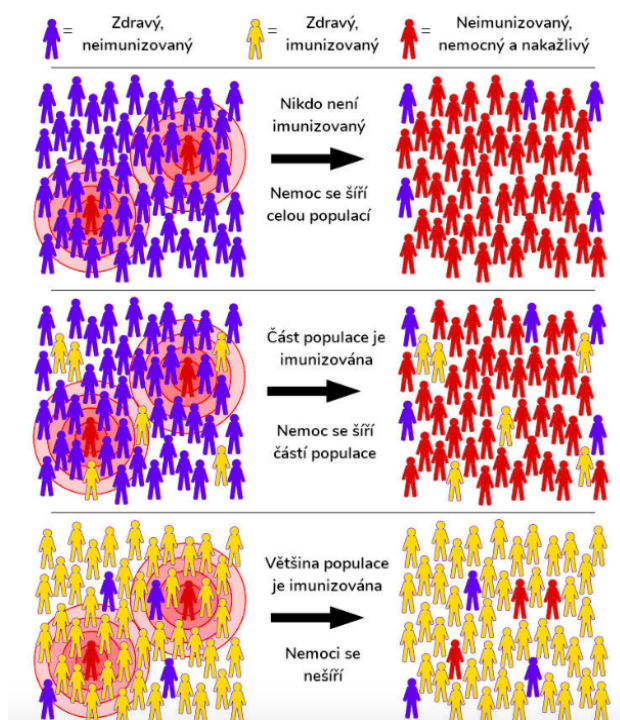 = Zdravý,
neimunizovaný
= Zdravý,
imunizovaný
= Neimunizovaný,
nemocný a nakažlivý
Nikdo není
imunizovaný
Nemoc se šíří
celou populací
Část populace je
imunizována
Nemoc se šíří
částí populace
Většina populace
je imunizována
Nemoci se
nešíří